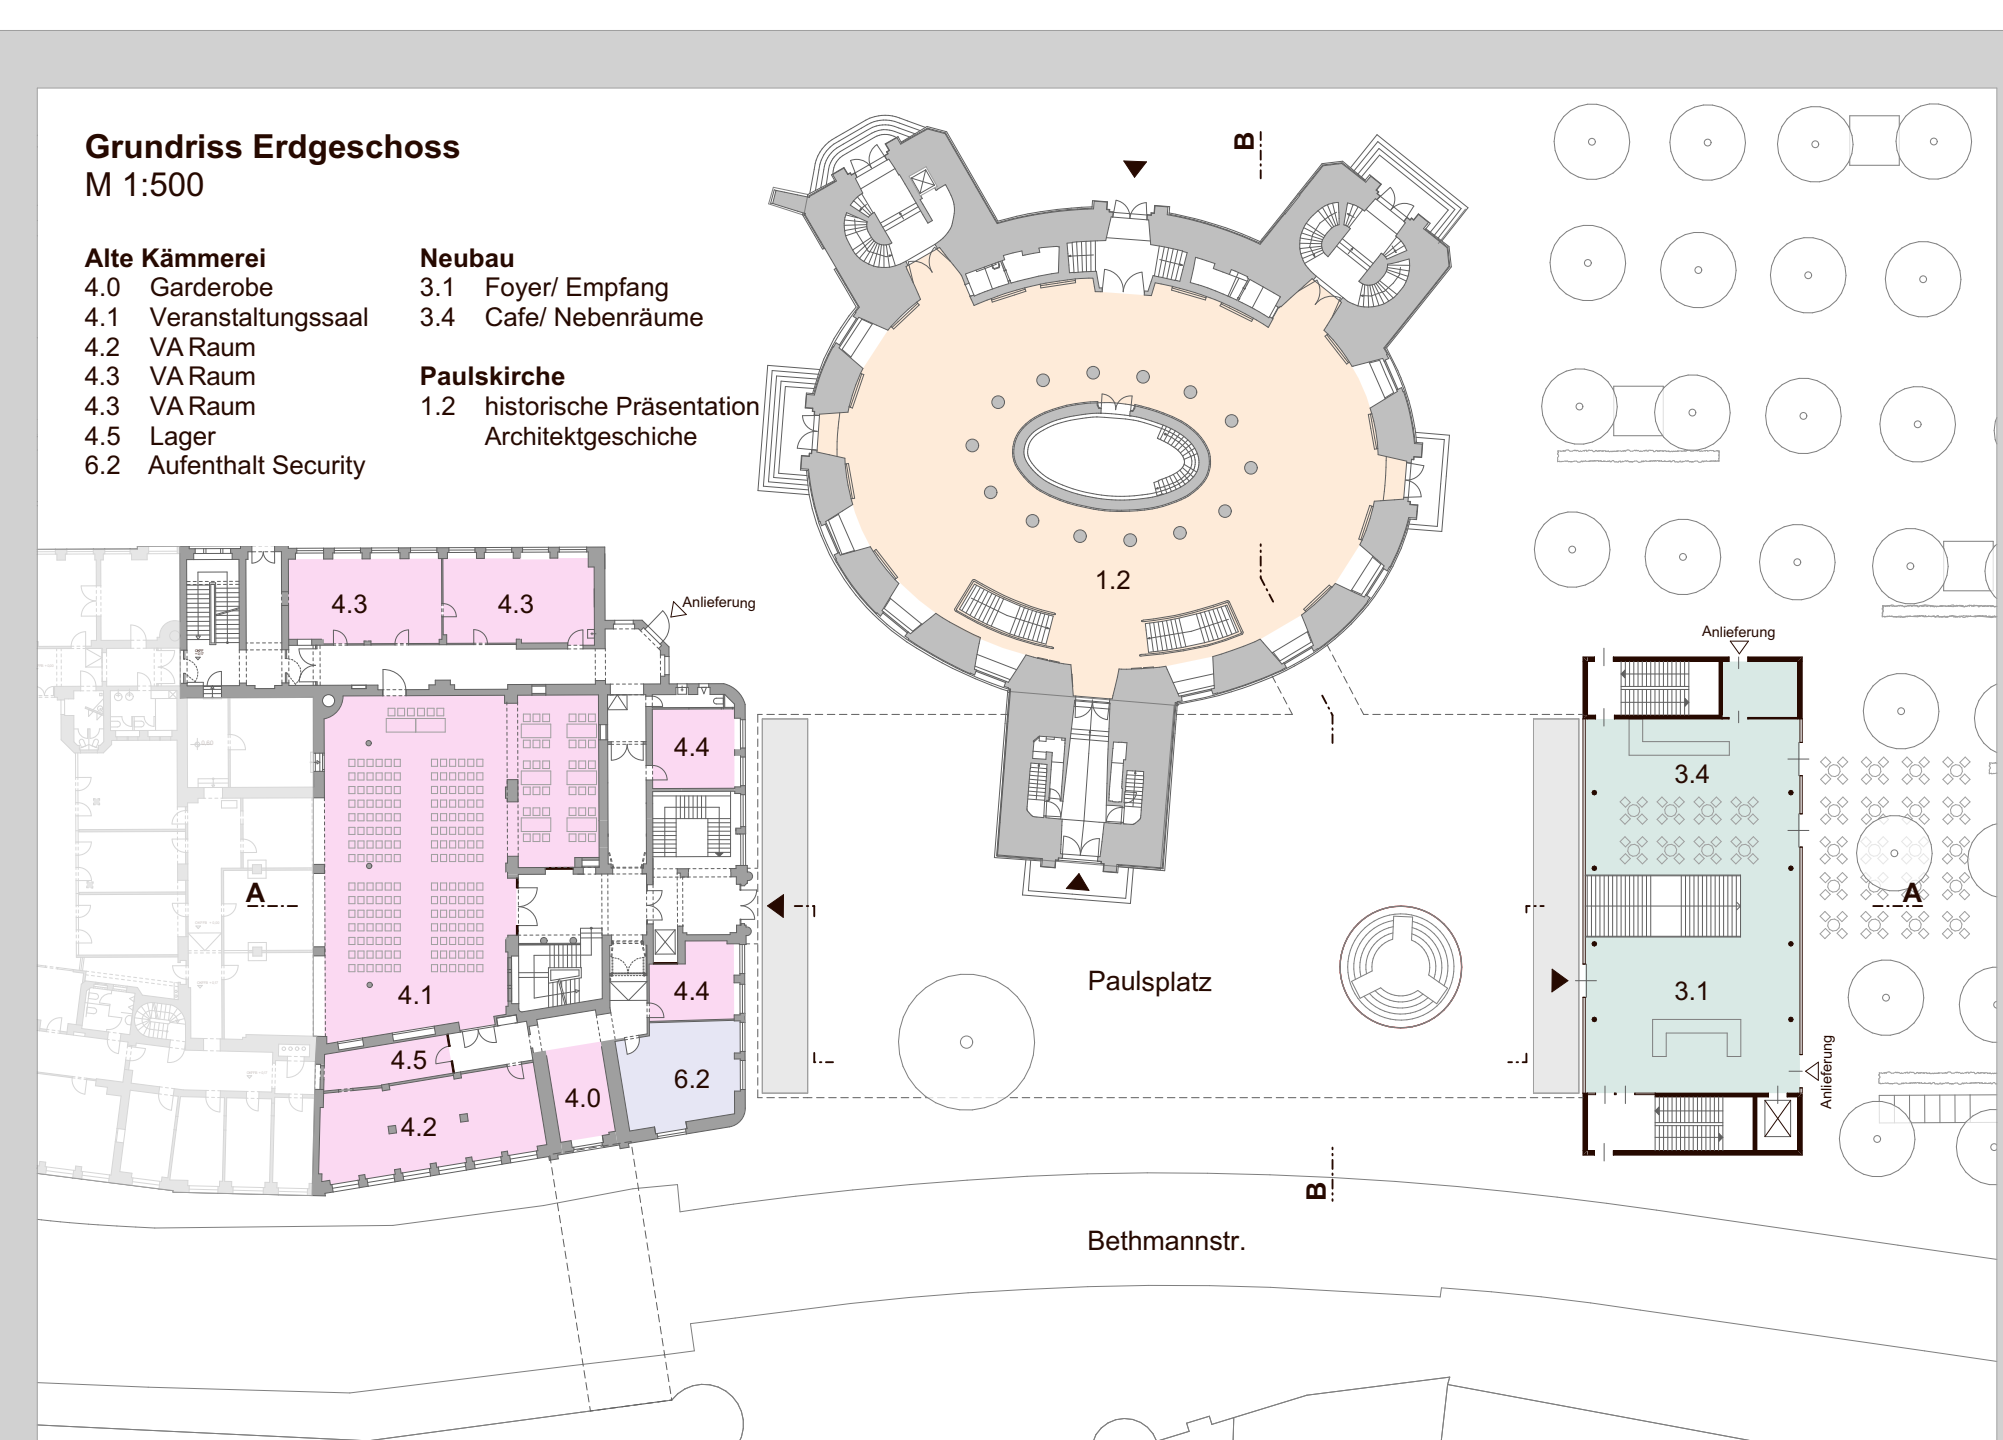 Grundriss Erdgeschoss
M 1:500
Alte Kämmerei
4.0 Garderobe
4.1 Veranstaltungssaal
4.2 VA Raum
4.3 VA Raum
4.3 VA Raum
4.5 Lager
6.2 Aufenthalt Security
Neubau
3.1 Foyer/ Empfang
3.4 Cafe/ Nebenräume
Paulskirche
1.2 historische Präsentation
Architektgeschiche
B
1.2
4.3
4.3
Anlieferung
Anlieferung
4.4
3.4
A
A
4.1
4.4
Paulsplatz
3.1
4.5
4.0
6.2
4.2
Anlieferung
B
Bethmannstr.